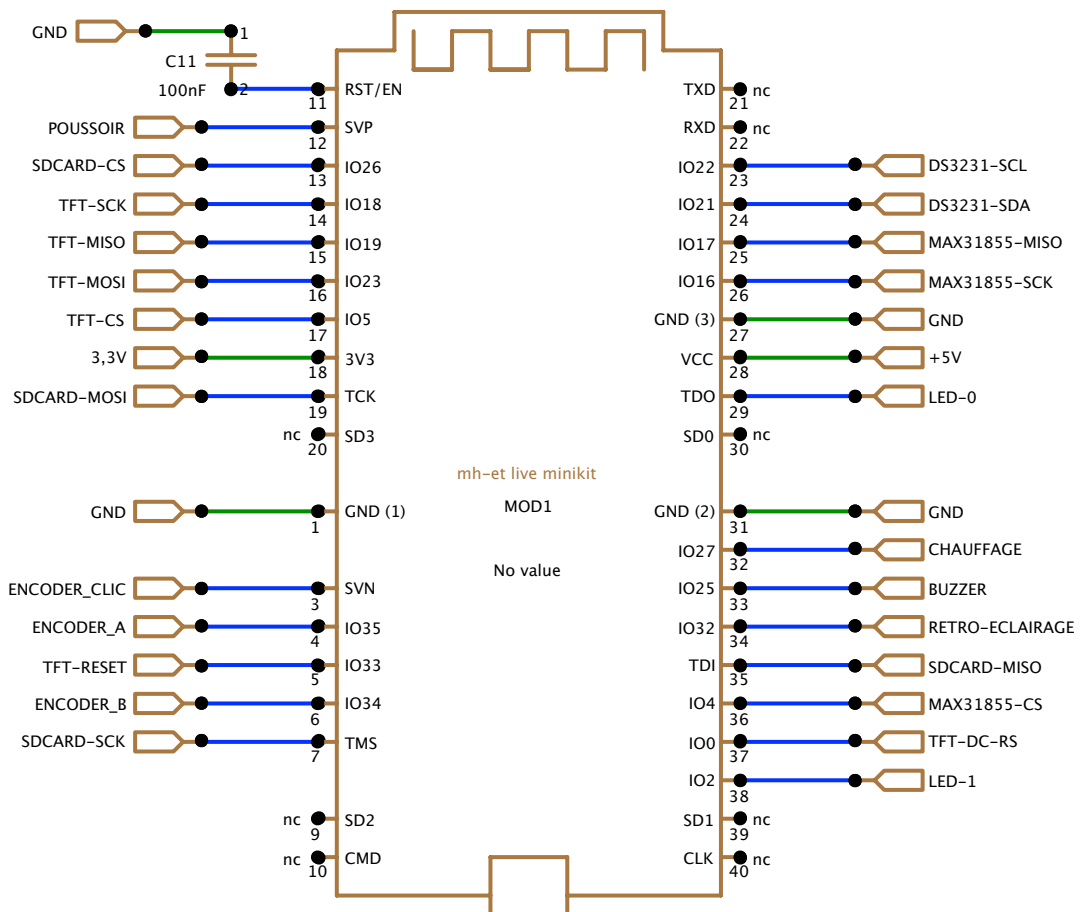 GND 1
C11
100nF 2
RST/EN 11
POUSSOIR SVP 12
SDCARD-CS IO26 13
TFT-SCK IO18 14
TFT-MISO IO19 15
TFT-MOSI IO23 16
TFT-CS IO5 17
3,3V 3V3 18
SDCARD-MOSI TCK 19
nc SD3 20
GND GND (1) 1
ENCODER_CLIC SVN 3
ENCODER_A IO35 4
TFT-RESET IO33 5
ENCODER_B IO34 6
SDCARD-SCK TMS 7
nc SD2 9
nc CMD 10
mh-et live minikit
MOD1
No value
TXD nc 21
RXD nc 22
IO22 DS3231-SCL 23
IO21 DS3231-SDA 24
IO17 MAX31855-MISO 25
IO16 MAX31855-SCK 26
GND (3) GND 27
VCC +5V 28
TDO LED-0 29
SD0 nc 30
GND (2) GND 31
IO27 CHAUFFAGE 32
IO25 BUZZER 33
IO32 RETRO-ECLAIRAGE 34
TDI SDCARD-MISO 35
IO4 MAX31855-CS 36
IO0 TFT-DC-RS 37
IO2 LED-1 38
SD1 nc 39
CLK nc 40